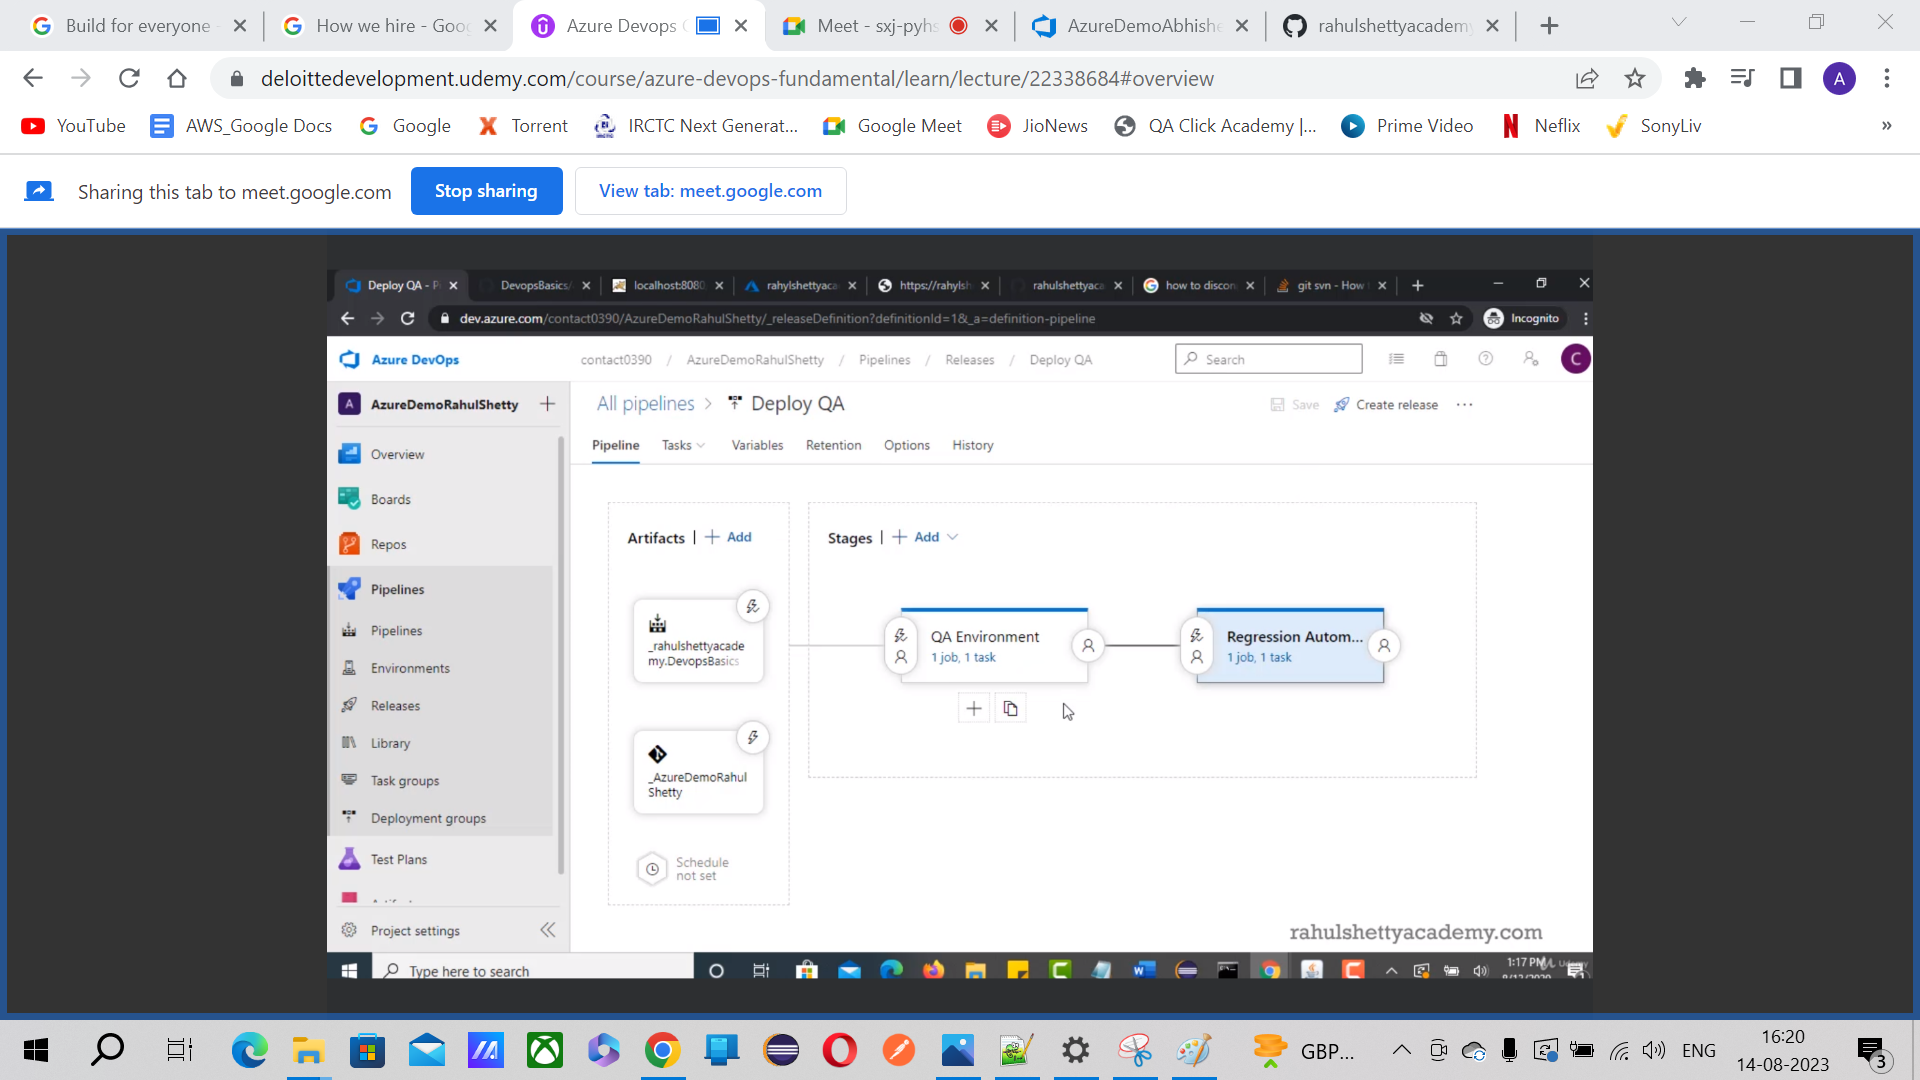 Build for everyone -
How we hire - Goog
Azure Devops
Meet - sxj-pyhs
AzureDemoAbhishe
rahulshettyacademy
deloittedevelopment.udemy.com/course/azure-devops-fundamental/learn/lecture/22338684#overview
A
YouTube
AWS_Google Docs
Google
Torrent
IRCTC Next Generat...
Google Meet
JioNews
QA Click Academy |...
Prime Video
Neflix
SonyLiv
»
Sharing this tab to meet.google.com
Stop sharing
View tab: meet.google.com
Deploy QA - P
DevopsBasics/
localhost:8080
rahylshettyaca
https://rahylsh
rahulshettyaca
how to discon
git svn - How
dev.azure.com/contact0390/AzureDemoRahulShetty/_releaseDefinition?definitionId=1&_a=definition-pipeline
Incognito
Azure DevOps
contact0390 / AzureDemoRahulShetty / Pipelines / Releases / Deploy QA
Search
C
A AzureDemoRahulShetty
All pipelines > Deploy QA
Save
Create release
Pipeline
Tasks
Variables
Retention
Options
History
Overview
Boards
Repos
Pipelines
Pipelines
Environments
Releases
Library
Task groups
Deployment groups
Test Plans
Project settings
Artifacts | + Add
_rahulshettyacade
my.DevopsBasics
_AzureDemoRahul
Shetty
Schedule
not set
Stages | + Add
QA Environment
1 job, 1 task
Regression Autom...
1 job, 1 task
rahulshettyacademy.com
Type here to search
1:17 PM
GBP...
ENG
16:20
14-08-2023
3